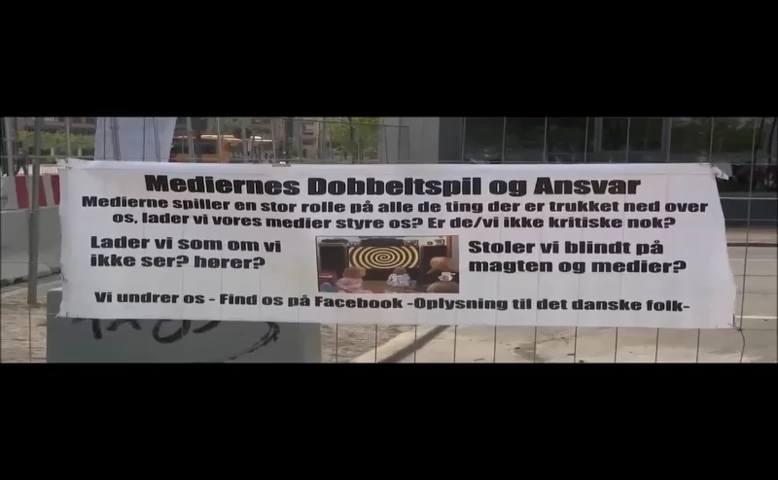 Mediernes Dobbeltspil og Ansvar
Medierne spiller en stor rolle på alle de ting der er trukket ned over
os, lader vi vores medier styre os? Er de/vi ikke kritiske nok?
Lader vi som om vi
ikke ser? hører?
Stoler vi blindt på
magten og medier?
Vi undrer os - Find os på Facebook -Oplysning til det danske folk-